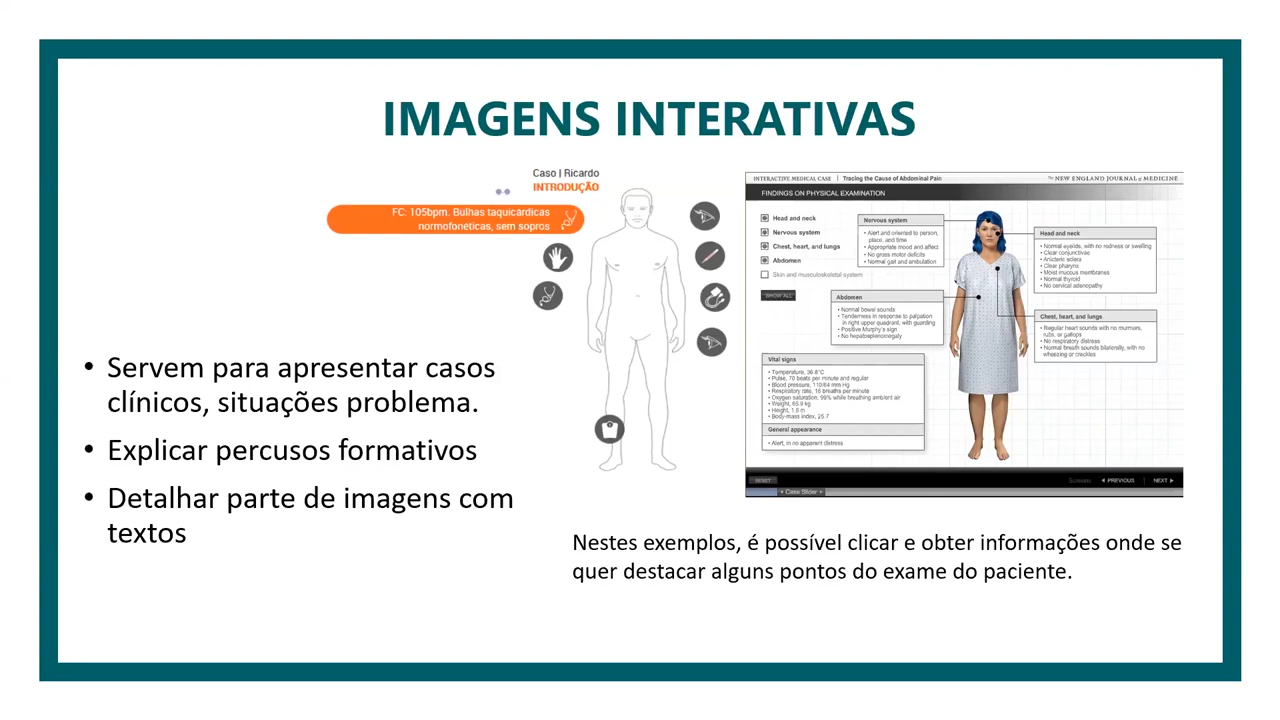 IMAGENS INTERATIVAS
Caso | Ricardo
INTRODUÇÃO
FC: 105bpm. Bulhas taquicárdicas
normofonéticas, sem sopros
• Servem para apresentar casos
clínicos, situações problema.
• Explicar percusos formativos
• Detalhar parte de imagens com
textos
INTERACTIVE MEDICAL CASE | Tracing the Cause of Abdominal Pain
The NEW ENGLAND JOURNAL of MEDICINE
FINDINGS ON PHYSICAL EXAMINATION
Head and neck
Nervous system
Chest, heart, and lungs
Abdomen
Skin and musculoskeletal system
SHOW ALL
Nervous system
• Alert and oriented to person,
place, and time
• Appropriate mood and affect
• No gross motor deficits
• Normal gait and ambulation
Head and neck
• Normal eyelids, with no redness or swelling
• Clear conjunctivae
• Anicteric sclera
• Clear pharynx
• Moist mucous membranes
• Normal thyroid
• No cervical adenopathy
Abdomen
• Normal bowel sounds
• Tenderness in response to palpation
in right upper quadrant, with guarding
• Positive Murphy's sign
• No hepatosplenomegaly
Chest, heart, and lungs
• Regular heart sounds with no murmurs,
rubs, or gallops
• No respiratory distress
• Normal breath sounds bilaterally, with no
wheezing or crackles
Vital signs
• Temperature, 36.8°C
• Pulse, 70 beats per minute and regular
• Blood pressure, 110/64 mm Hg
• Respiratory rate, 16 breaths per minute
• Oxygen saturation, 99% while breathing ambient air
• Weight, 65.9 kg
• Height, 1.6 m
• Body-mass index, 25.7
General appearance
• Alert, in no apparent distress
RESET
Screens
PREVIOUS
NEXT
Case Slider
Nestes exemplos, é possível clicar e obter informações onde se
quer destacar alguns pontos do exame do paciente.